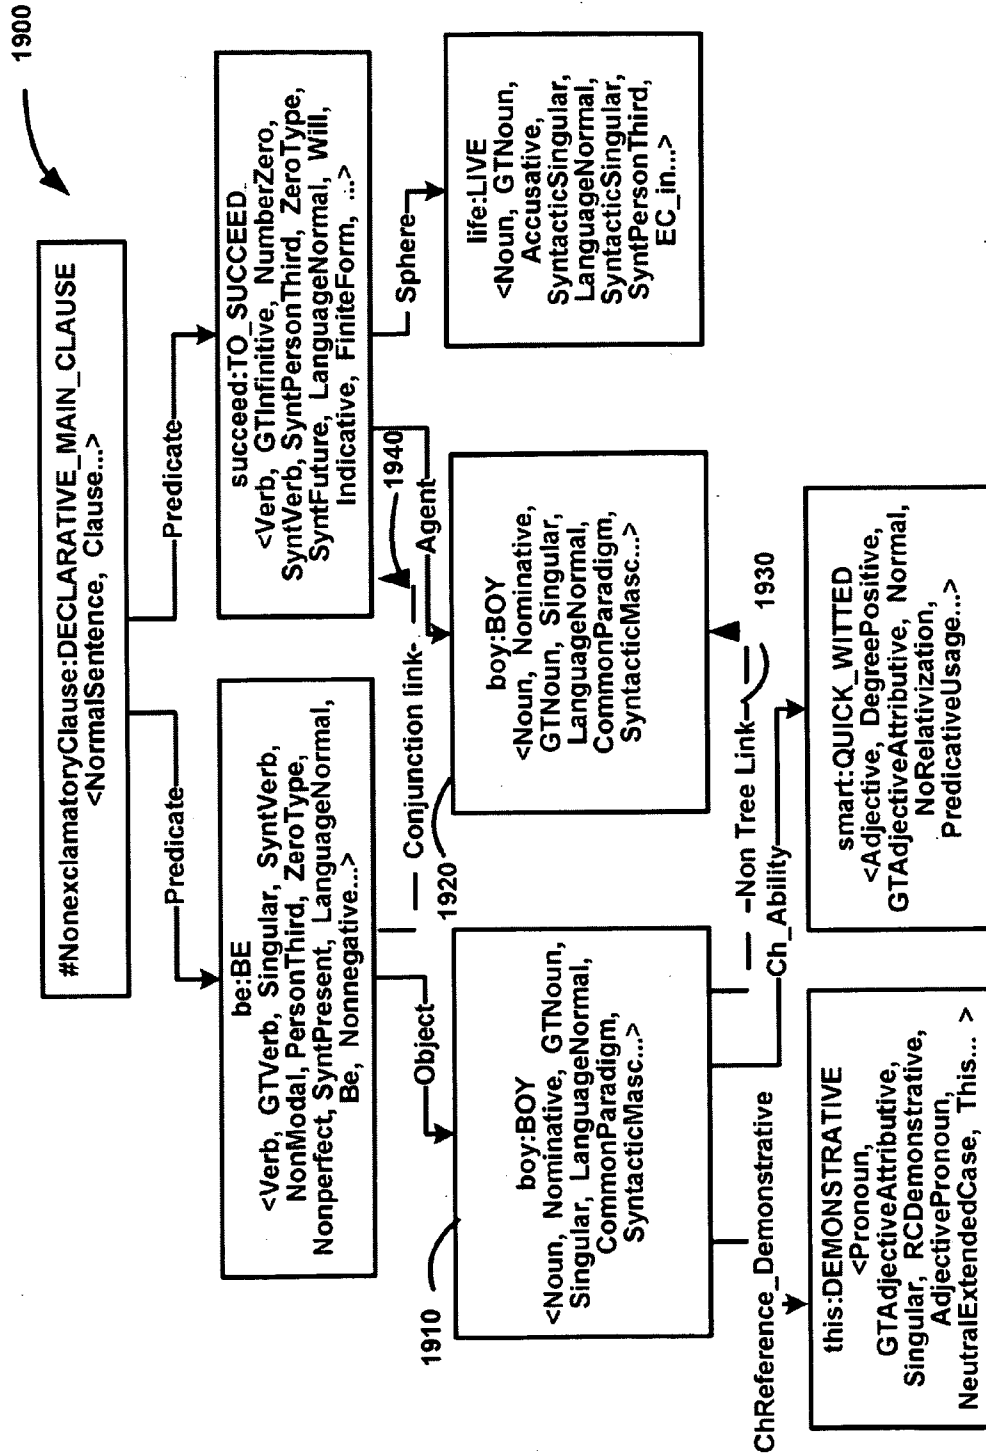 1900
#NonexclamatoryClause:DECLARATIVE_MAIN_CLAUSE
<NormalSentence, Clause...>
Predicate
Predicate
be:BE
<Verb, GTVerb, Singular, SyntVerb,
NonModal, PersonThird, ZeroType,
Nonperfect, SyntPresent, LanguageNormal,
Be, Nonnegative...>
succeed:TO_SUCCEED
<Verb, GTInfinitive, NumberZero,
SyntVerb, SyntPersonThird, ZeroType,
SyntFuture, LanguageNormal, Will,
Indicative, FiniteForm, ...>
Object
Conjunction link
1940
Agent
Sphere
1910
boy:BOY
<Noun, Nominative, GTNoun,
Singular, LanguageNormal,
CommonParadigm,
SyntacticMasc...>
1920
boy:BOY
<Noun, Nominative,
GTNoun, Singular,
LanguageNormal,
CommonParadigm,
SyntacticMasc...>
life:LIVE
<Noun, GTNoun,
Accusative,
SyntacticSingular,
LanguageNormal,
SyntacticSingular,
SyntPersonThird,
EC_in...>
ChReference_Demonstrative
Non Tree Link
Ch_Ability
1930
this:DEMONSTRATIVE
<Pronoun,
GTAdjectiveAttributive,
Singular, RCDemonstrative,
AdjectivePronoun,
NeutralExtendedCase, This... >
smart:QUICK_WITTED
<Adjective, DegreePositive,
GTAdjectiveAttributive, Normal,
NoRelativization,
PredicativeUsage...>